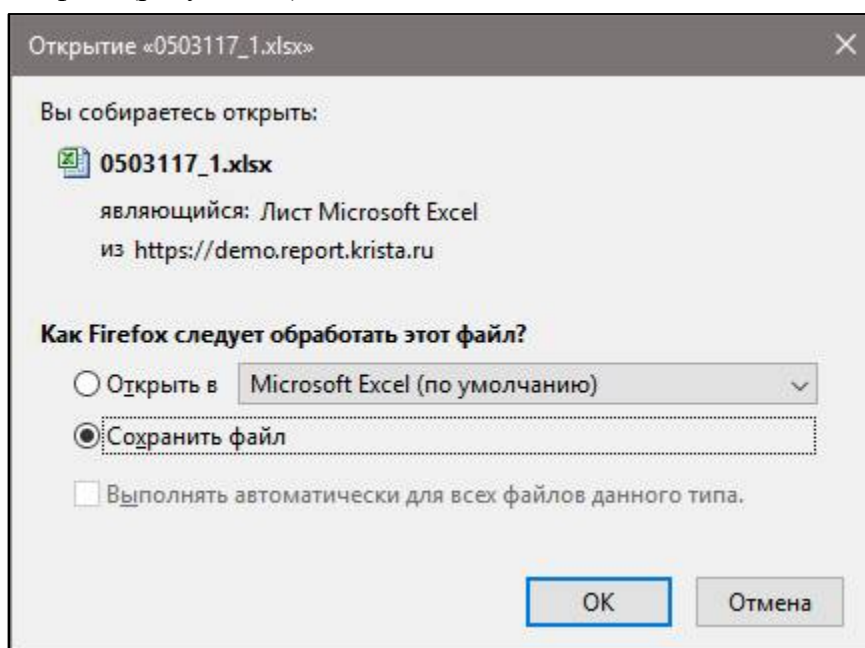 Открытие «0503117_1.xlsx»
Вы собираетесь открыть:
0503117_1.xlsx
являющийся: Лист Microsoft Excel
из https://demo.report.krista.ru
Как Firefox следует обработать этот файл?
Открыть в Microsoft Excel (по умолчанию)
Сохранить файл
Выполнять автоматически для всех файлов данного типа.
OK Отмена